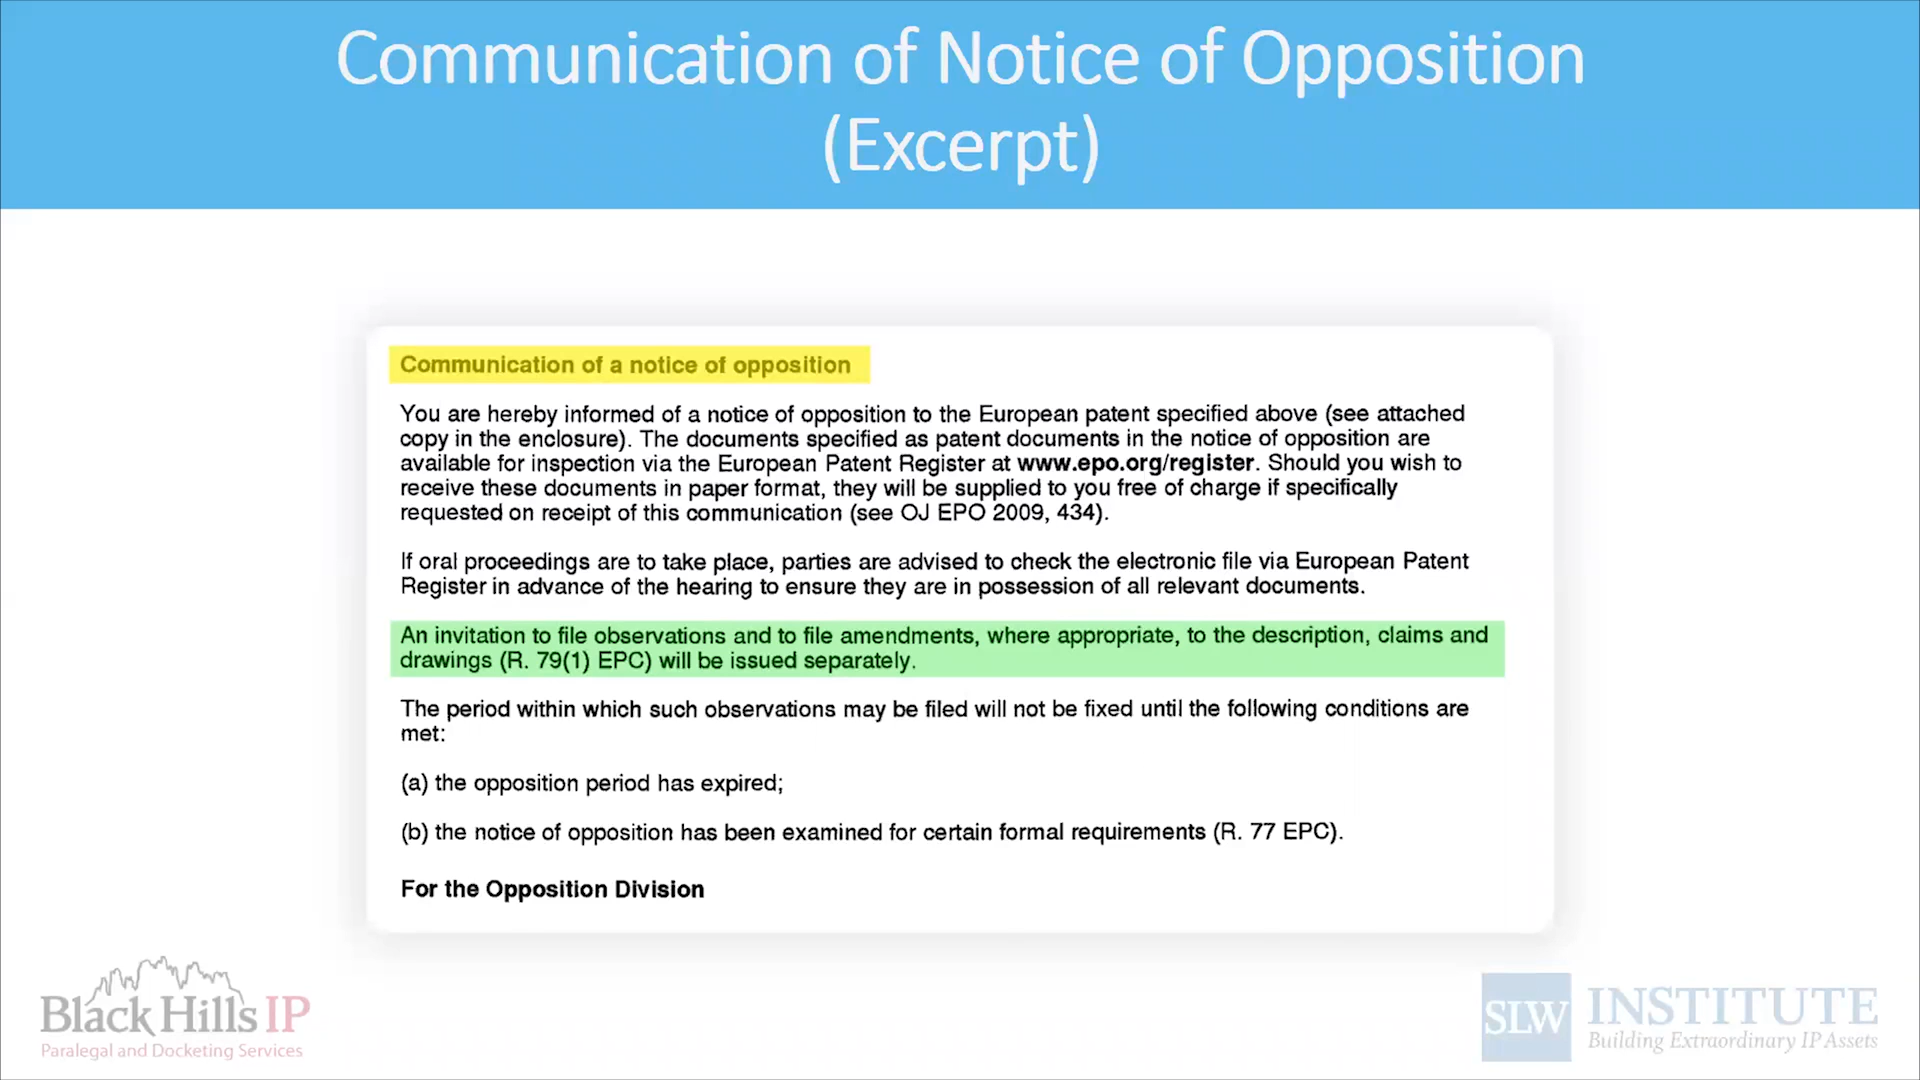 Communication of Notice of Opposition
(Excerpt)
Communication of a notice of opposition
You are hereby informed of a notice of opposition to the European patent specified above (see attached
copy in the enclosure). The documents specified as patent documents in the notice of opposition are
available for inspection via the European Patent Register at www.epo.org/register. Should you wish to
receive these documents in paper format, they will be supplied to you free of charge if specifically
requested on receipt of this communication (see OJ EPO 2009, 434).
If oral proceedings are to take place, parties are advised to check the electronic file via European Patent
Register in advance of the hearing to ensure they are in possession of all relevant documents.
An invitation to file observations and to file amendments, where appropriate, to the description, claims and
drawings (R. 79(1) EPC) will be issued separately.
The period within which such observations may be filed will not be fixed until the following conditions are
met:
(a) the opposition period has expired;
(b) the notice of opposition has been examined for certain formal requirements (R. 77 EPC).
For the Opposition Division
Black Hills IP
Paralegal and Docketing Services
SLW INSTITUTE
Building Extraordinary IP Assets